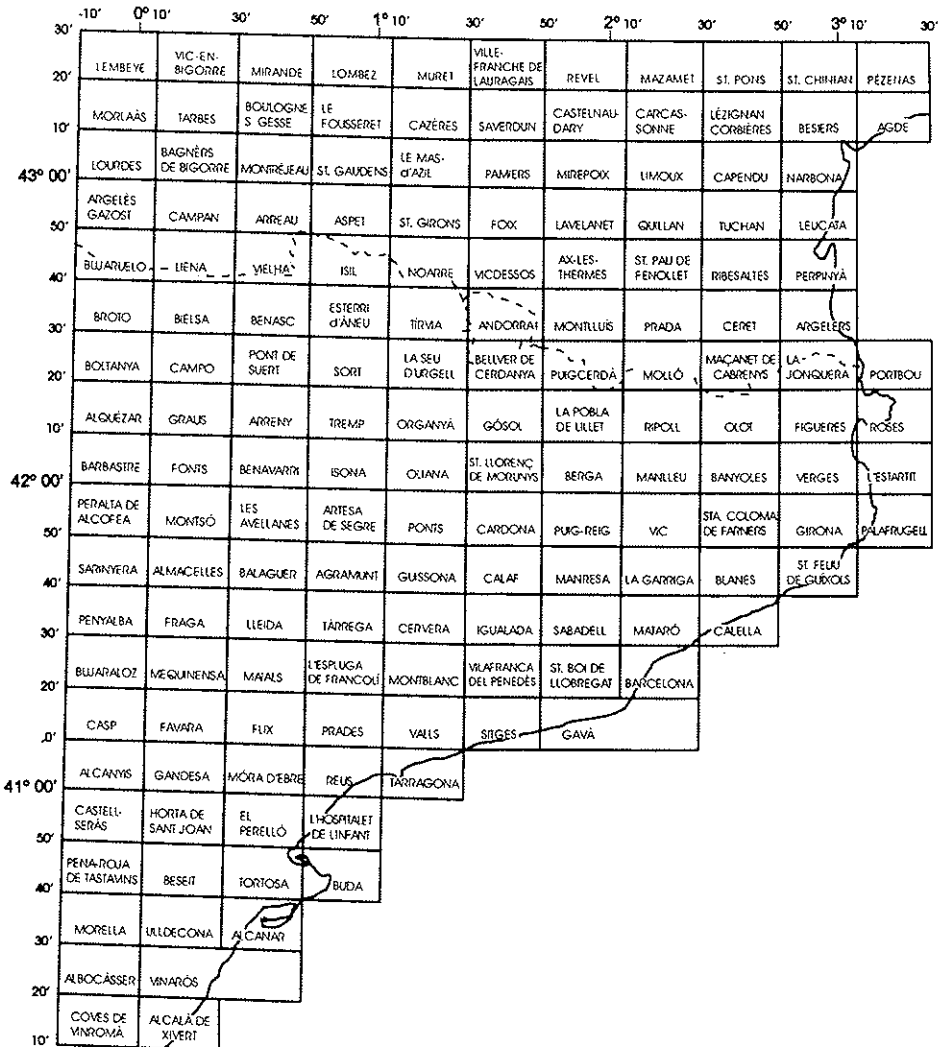 -10' 0° 10' 30' 50' 1° 10' 30' 50' 2° 10' 30' 50' 3° 10' 30'
30'
LEMBEYE VIC-EN-BIGORRE MIRANDE LOMBEZ MURET VILLE-FRANCHE DE LAURAGAIS REVEL MAZAMET ST. PONS ST. CHINIAN PÉZENAS
20'
MORLAÀS TARBES BOULOGNE S GESSE LE FOUSSERET CAZÈRES SAVERDUN CASTELNAU-DARY CARCAS-SONNE LÉZIGNAN CORBIÈRES BESIERS AGDE
10'
LOURDES BAGNÈRS DE BIGORRE MONTRÉJEAU ST. GAUDENS LE MAS-d'AZIL PAMIERS MIREPOIX LIMOUX CAPENDU NARBONA
43° 00'
ARGELÈS GAZOST CAMPAN ARREAU ASPET ST. GIRONS FOIX LAVELANET QUILLAN TUCHAN LEUCATA
50'
BUJARUELO LIENA VIELHA ISIL NOARRE VICDESSOS AX-LES-THERMES ST. PAU DE FENOLLET RIBESALTES PERPINYÀ
40'
BROTO BIELSA BENASC ESTERRI d'ÀNEU TÍRVIA ANDORRA MONTLLUÍS PRADA CERET ARGELERS
30'
BOLTANYA CAMPO PONT DE SUERT SORT LA SEU D'URGELL BELLVER DE CERDANYA PUIGCERDÀ MOLLÓ MAÇANET DE CABRENYS LA JONQUERA PORTBOU
20'
ALQUÉZAR GRAUS ARRENY TREMP ORGANYÀ GÓSOL LA POBLA DE LILLET RIPOLL OLOT FIGUERES ROSES
10'
BARBASTRE FONTS BENAVARRI ISONA OLIANA ST. LLORENÇ DE MORUNYS BERGA MANLLEU BANYOLES VERGES L'ESTARTIT
42° 00'
PERALTA DE ALCOFEA MONTSÓ LES AVELLANES ARTESA DE SEGRE PONTS CARDONA PUIG-REIG VIC STA. COLOMA DE FARNERS GIRONA PALAFRUGELL
50'
SARINYERA ALMACELLES BALAGUER AGRAMUNT GUISSONA CALAF MANRESA LA GARRIGA BLANES ST. FELIU DE GUÍXOLS
40'
PENYALBA FRAGA LLEIDA TÀRREGA CERVERA IGUALADA SABADELL MATARÓ CALELLA
30'
BUJARALOZ MEQUINENSA MAIALS L'ESPLUGA DE FRANCOLÍ MONTBLANC VILAFRANCA DEL PENEDÈS ST. BOI DE LLOBREGAT BARCELONA
20'
CASP FAVARA FLIX PRADES VALLS SITGES GAVÀ
.0'
ALCANYIS GANDESA MÓRA D'EBRE REUS TARRAGONA
41° 00'
CASTELL-SERÀS HORTA DE SANT JOAN EL PERELLÓ L'HOSPITALET DE L'INFANT
50'
PENA-ROJA DE TASTAMNS BESEIT TORTOSA BUDA
40'
MORELLA ULLDECONA ALCANAR
30'
ALBOCÀSSER VINARÒS
20'
COVES DE VINROMÀ ALCALÀ DE XIVERT
10'